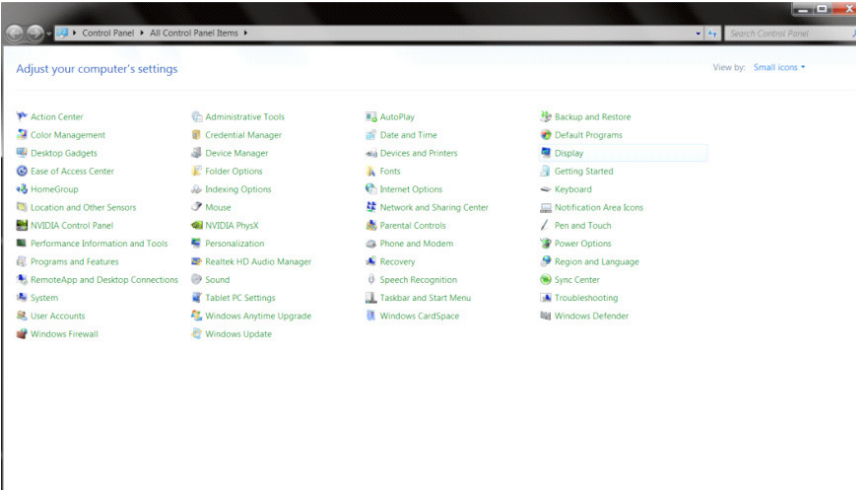 Control Panel All Control Panel Items Search Control Panel
Adjust your computer's settings View by: Small icons
Action Center Administrative Tools AutoPlay Backup and Restore
Color Management Credential Manager Date and Time Default Programs
Desktop Gadgets Device Manager Devices and Printers Display
Ease of Access Center Folder Options Fonts Getting Started
HomeGroup Indexing Options Internet Options Keyboard
Location and Other Sensors Mouse Network and Sharing Center Notification Area Icons
NVIDIA Control Panel NVIDIA PhysX Parental Controls Pen and Touch
Performance Information and Tools Personalization Phone and Modem Power Options
Programs and Features Realtek HD Audio Manager Recovery Region and Language
RemoteApp and Desktop Connections Sound Speech Recognition Sync Center
System Tablet PC Settings Taskbar and Start Menu Troubleshooting
User Accounts Windows Anytime Upgrade Windows CardSpace Windows Defender
Windows Firewall Windows Update